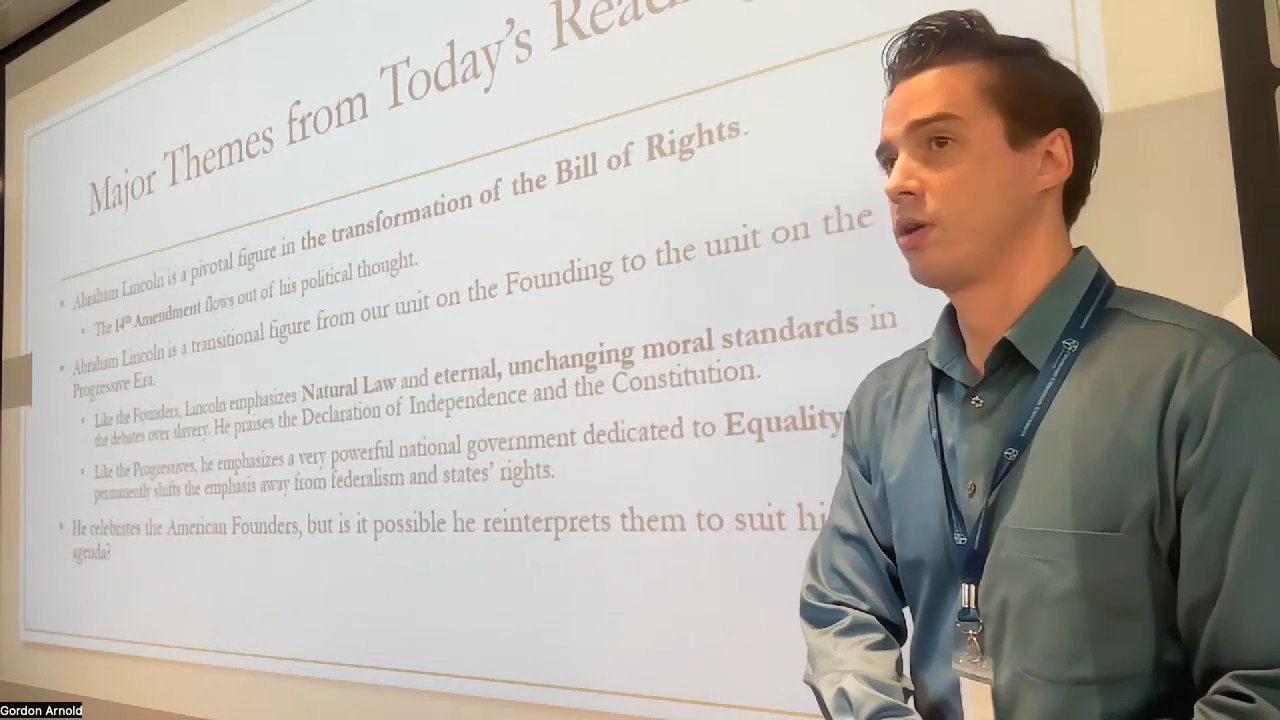 Major Themes from Today's
Abraham Lincoln is a pivotal figure in the transformation of the Bill of Rights.
The 14th Amendment flows out of his political thought.
Abraham Lincoln is a transitional figure from our unit on the Founding to the unit on the
Progressive Era.
Like the Founders, Lincoln emphasizes Natural Law and eternal, unchanging moral standards in
the debates over slavery. He praises the Declaration of Independence and the Constitution.
Like the Progressives, he emphasizes a very powerful national government dedicated to Equality
permanently shifts the emphasis away from federalism and states' rights.
He celebrates the American Founders, but is it possible he reinterprets them to suit
agenda?
Gordon Arnold